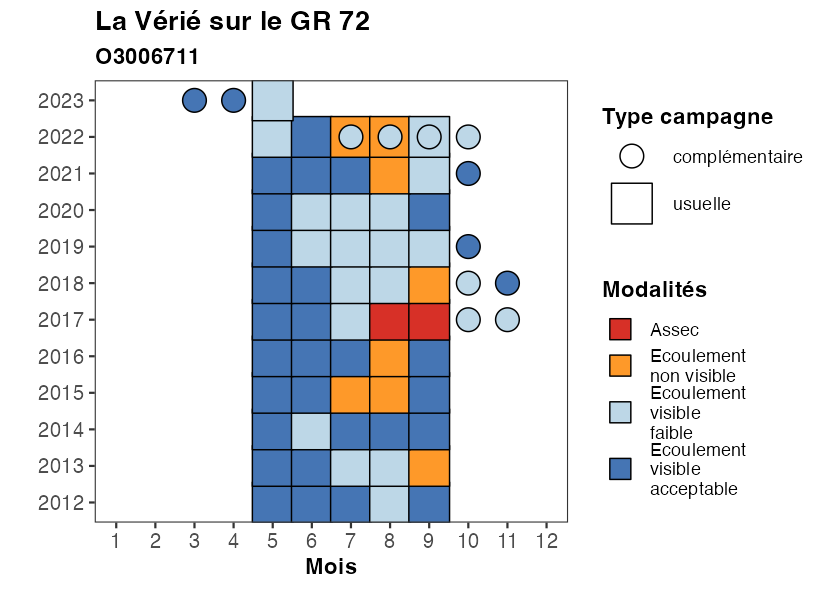 La Vérié sur le GR 72
O3006711
2023
2022
2021
2020
2019
2018
2017
2016
2015
2014
2013
2012
1 2 3 4 5 6 7 8 9 10 11 12
Mois
Type campagne
complémentaire
usuelle
Modalités
Assec
Ecoulement
non visible
Ecoulement
visible
faible
Ecoulement
visible
acceptable